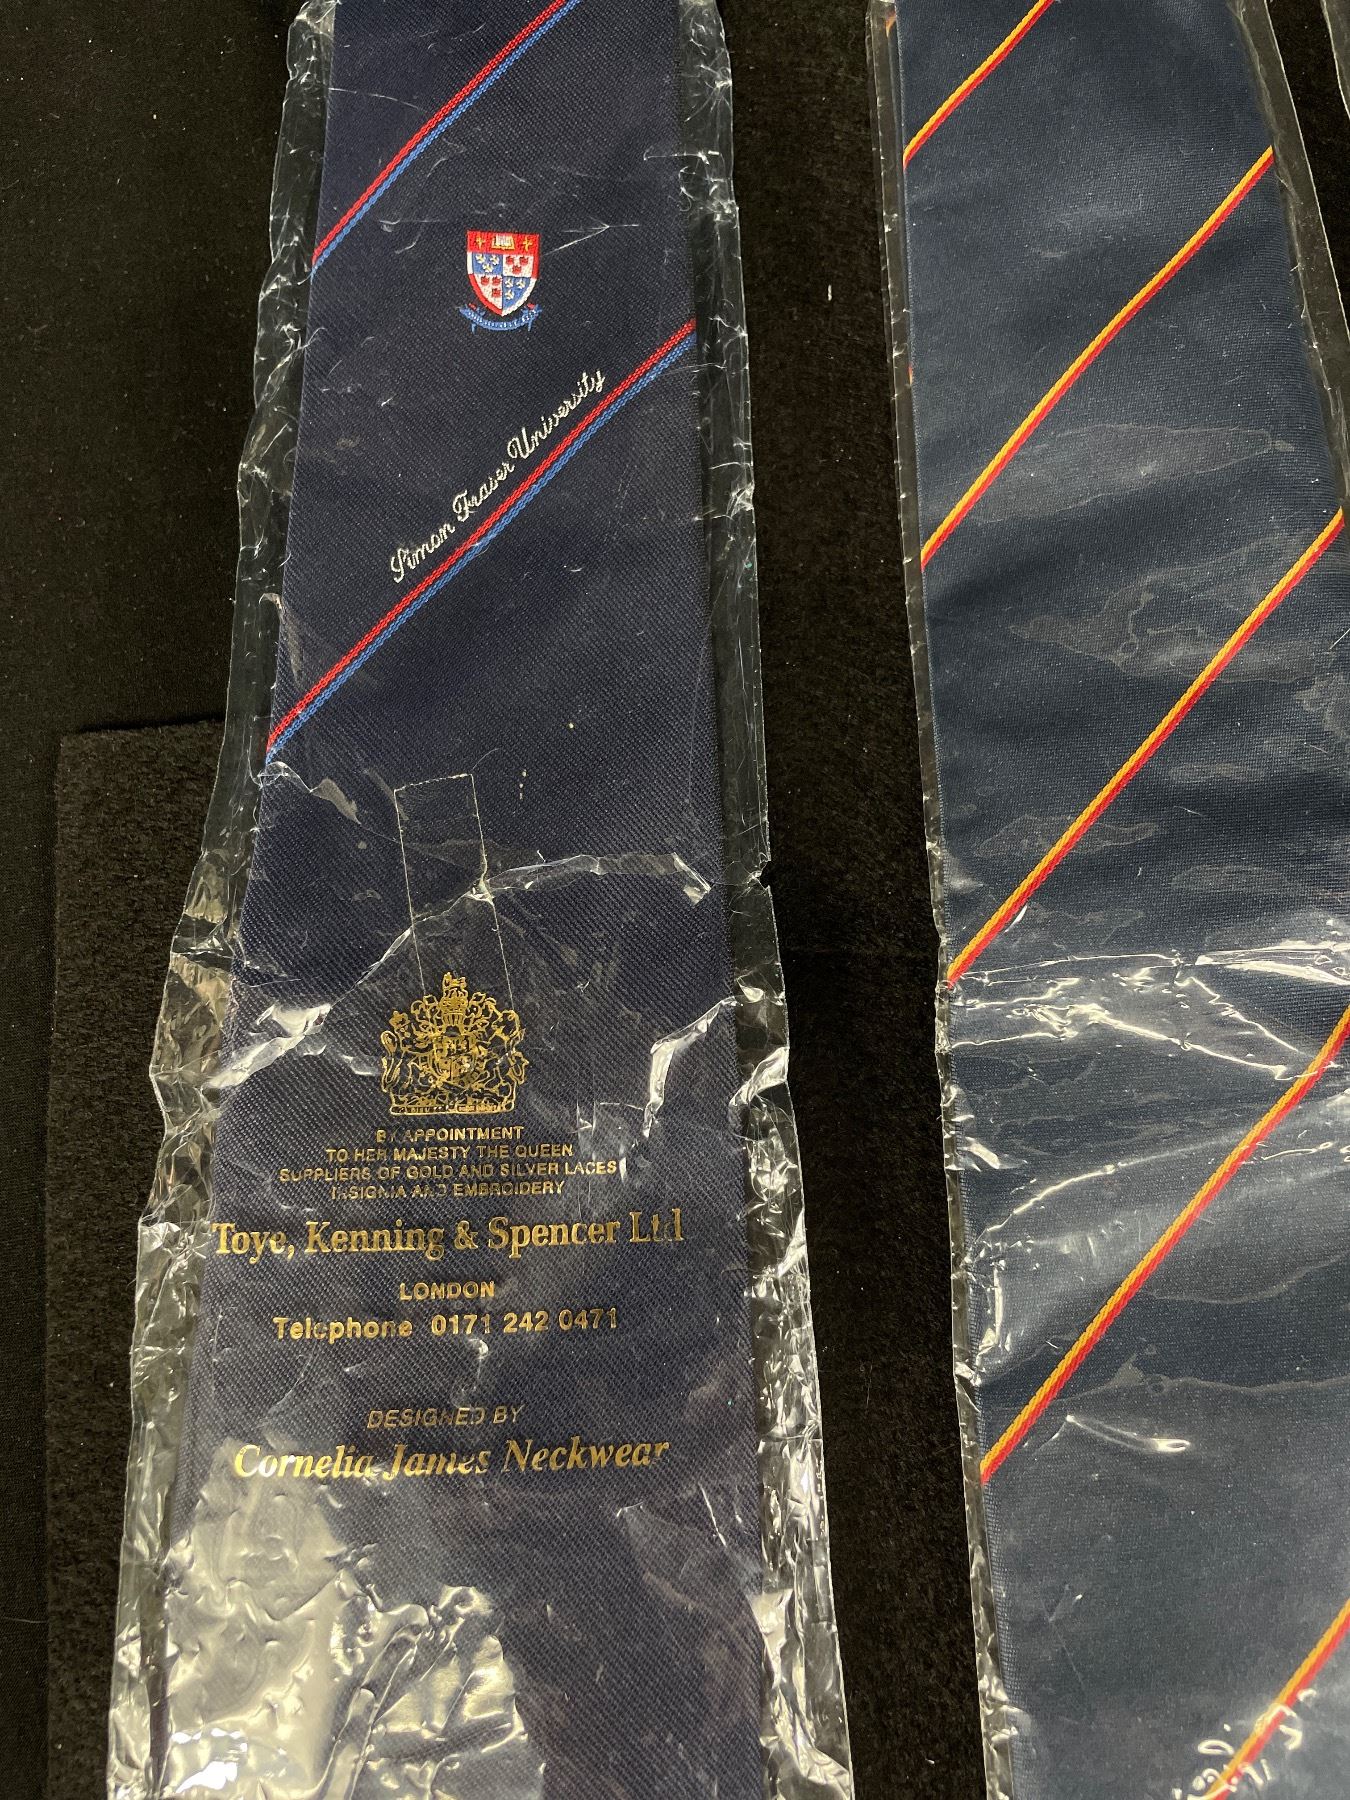 Simon Fraser University
BY APPOINTMENT
TO HER MAJESTY THE QUEEN
SUPPLIERS OF GOLD AND SILVER LACES
INSIGNIA AND EMBROIDERY
Toye, Kenning & Spencer Ltd
LONDON
Telephone 0171 242 0471
DESIGNED BY
Cornelia James Neckwear